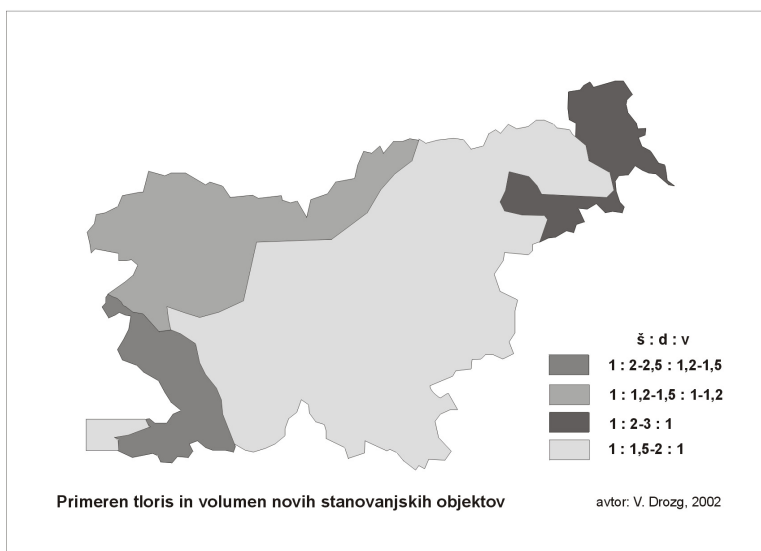 š : d : v
1 : 2-2,5 : 1,2-1,5
1 : 1,2-1,5 : 1-1,2
1 : 2-3 : 1
1 : 1,5-2 : 1
Primeren tloris in volumen novih stanovanjskih objektov
avtor: V. Drozg, 2002